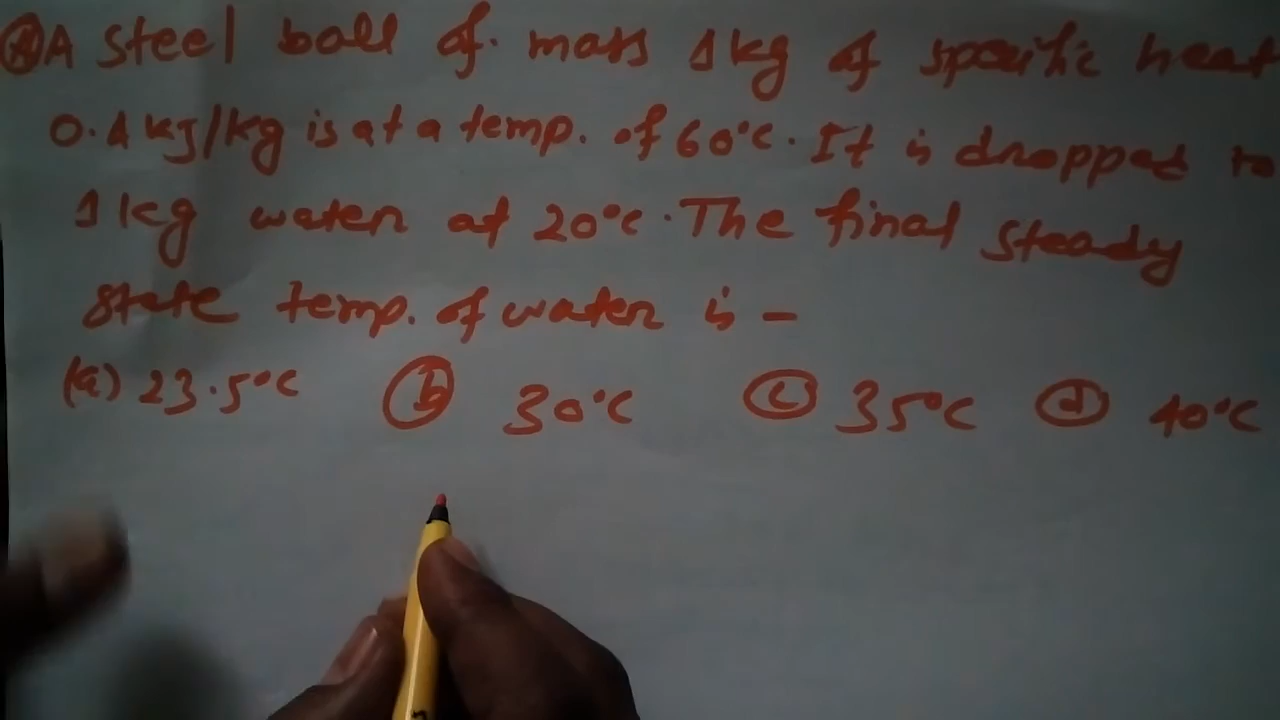 A steel ball of mass 1kg of specific heat
0.4 kJ/kg is at a temp. of 60°C. It is dropped to
1kg water at 20°C. The final steady
state temp. of water is -
(a) 23.5°C (b) 30°C (c) 35°C (d) 40°C